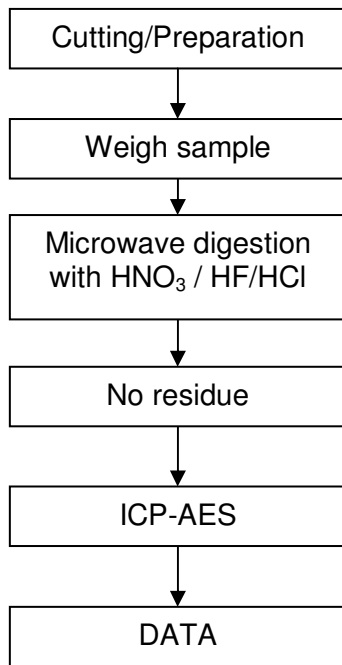 Cutting/Preparation
Weigh sample
Microwave digestion
with HNO₃ / HF/HCl
No residue
ICP-AES
DATA